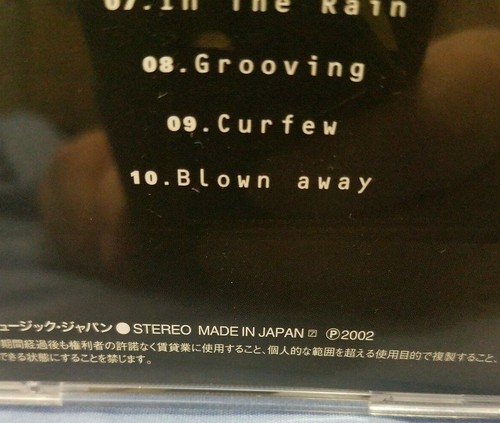 07.In The Rain
08.Grooving
09.Curfew
10.Blown away
ュージック·ジャパン ● STEREO MADE IN JAPAN Ⓟ2002
期間経過後も権利者の許諾なく賃貸業に使用すること、個人的な範囲を超える使用目的で複製すること、
できる状態にすることを禁じます。